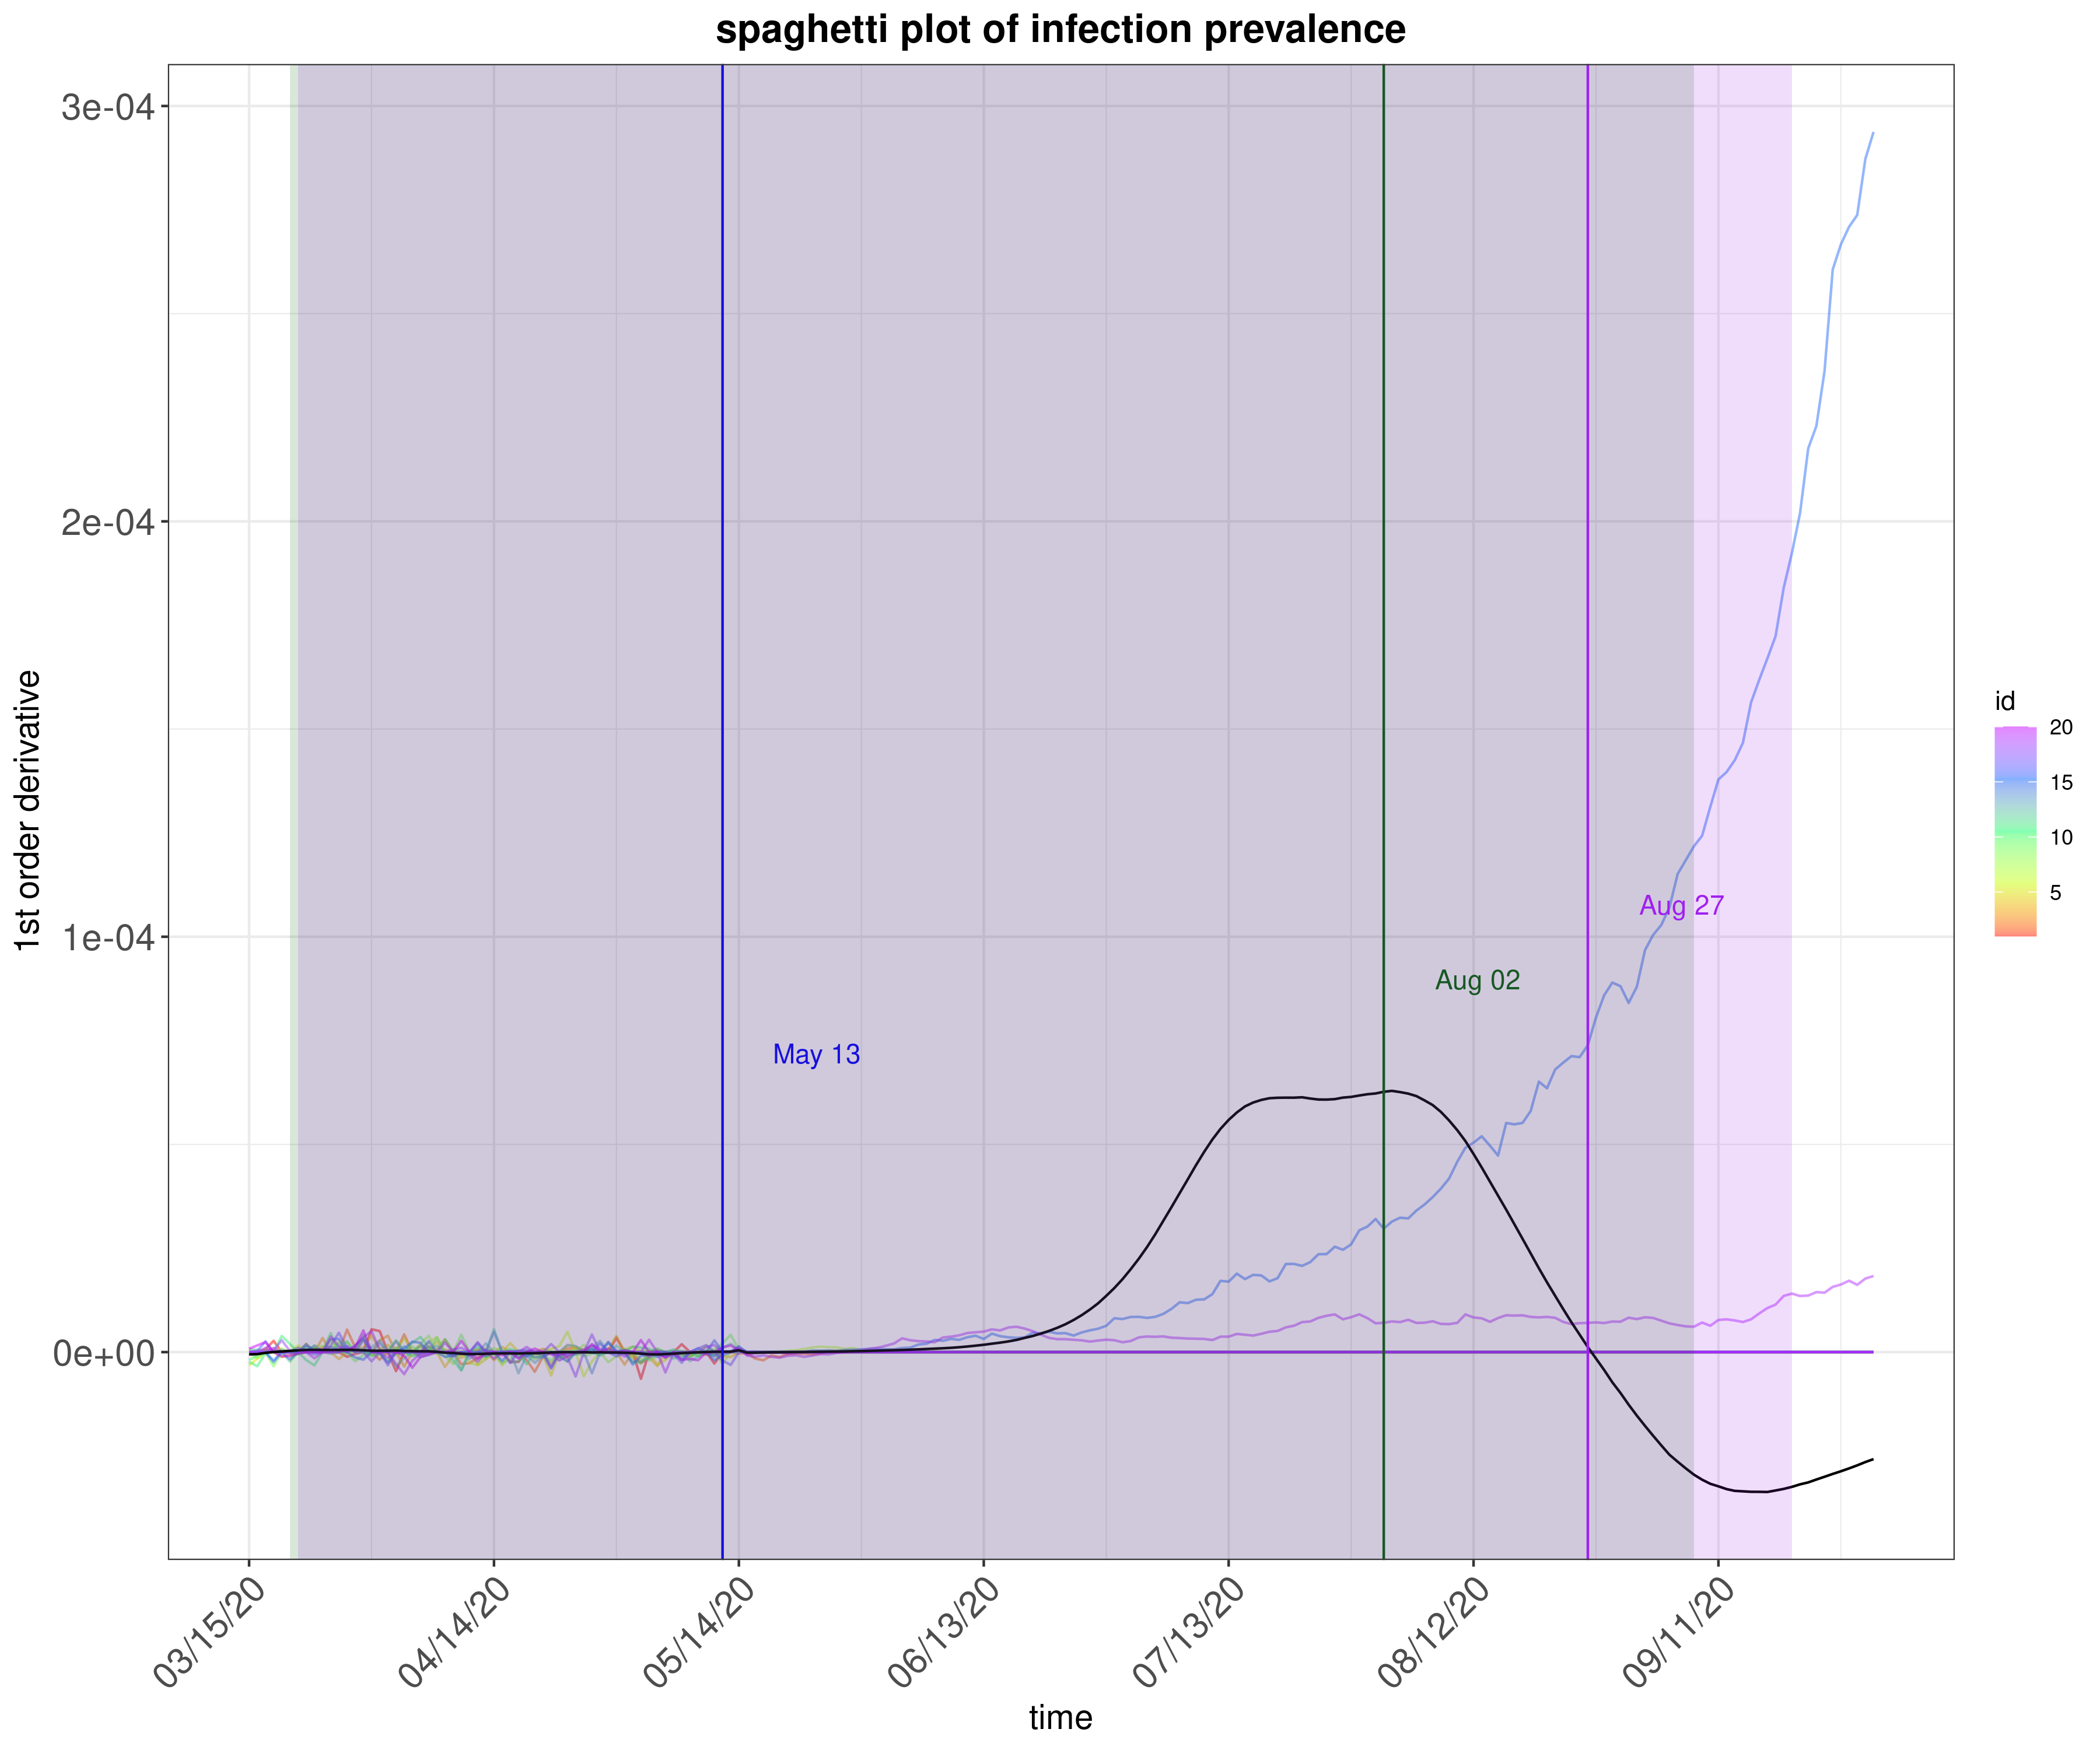 spaghetti plot of infection prevalence
3e-04
2e-04
1e-04
0e+00
1st order derivative
May 13
Aug 02
Aug 27
id
20
15
10
5
03/15/20
04/14/20
05/14/20
06/13/20
07/13/20
08/12/20
09/11/20
time